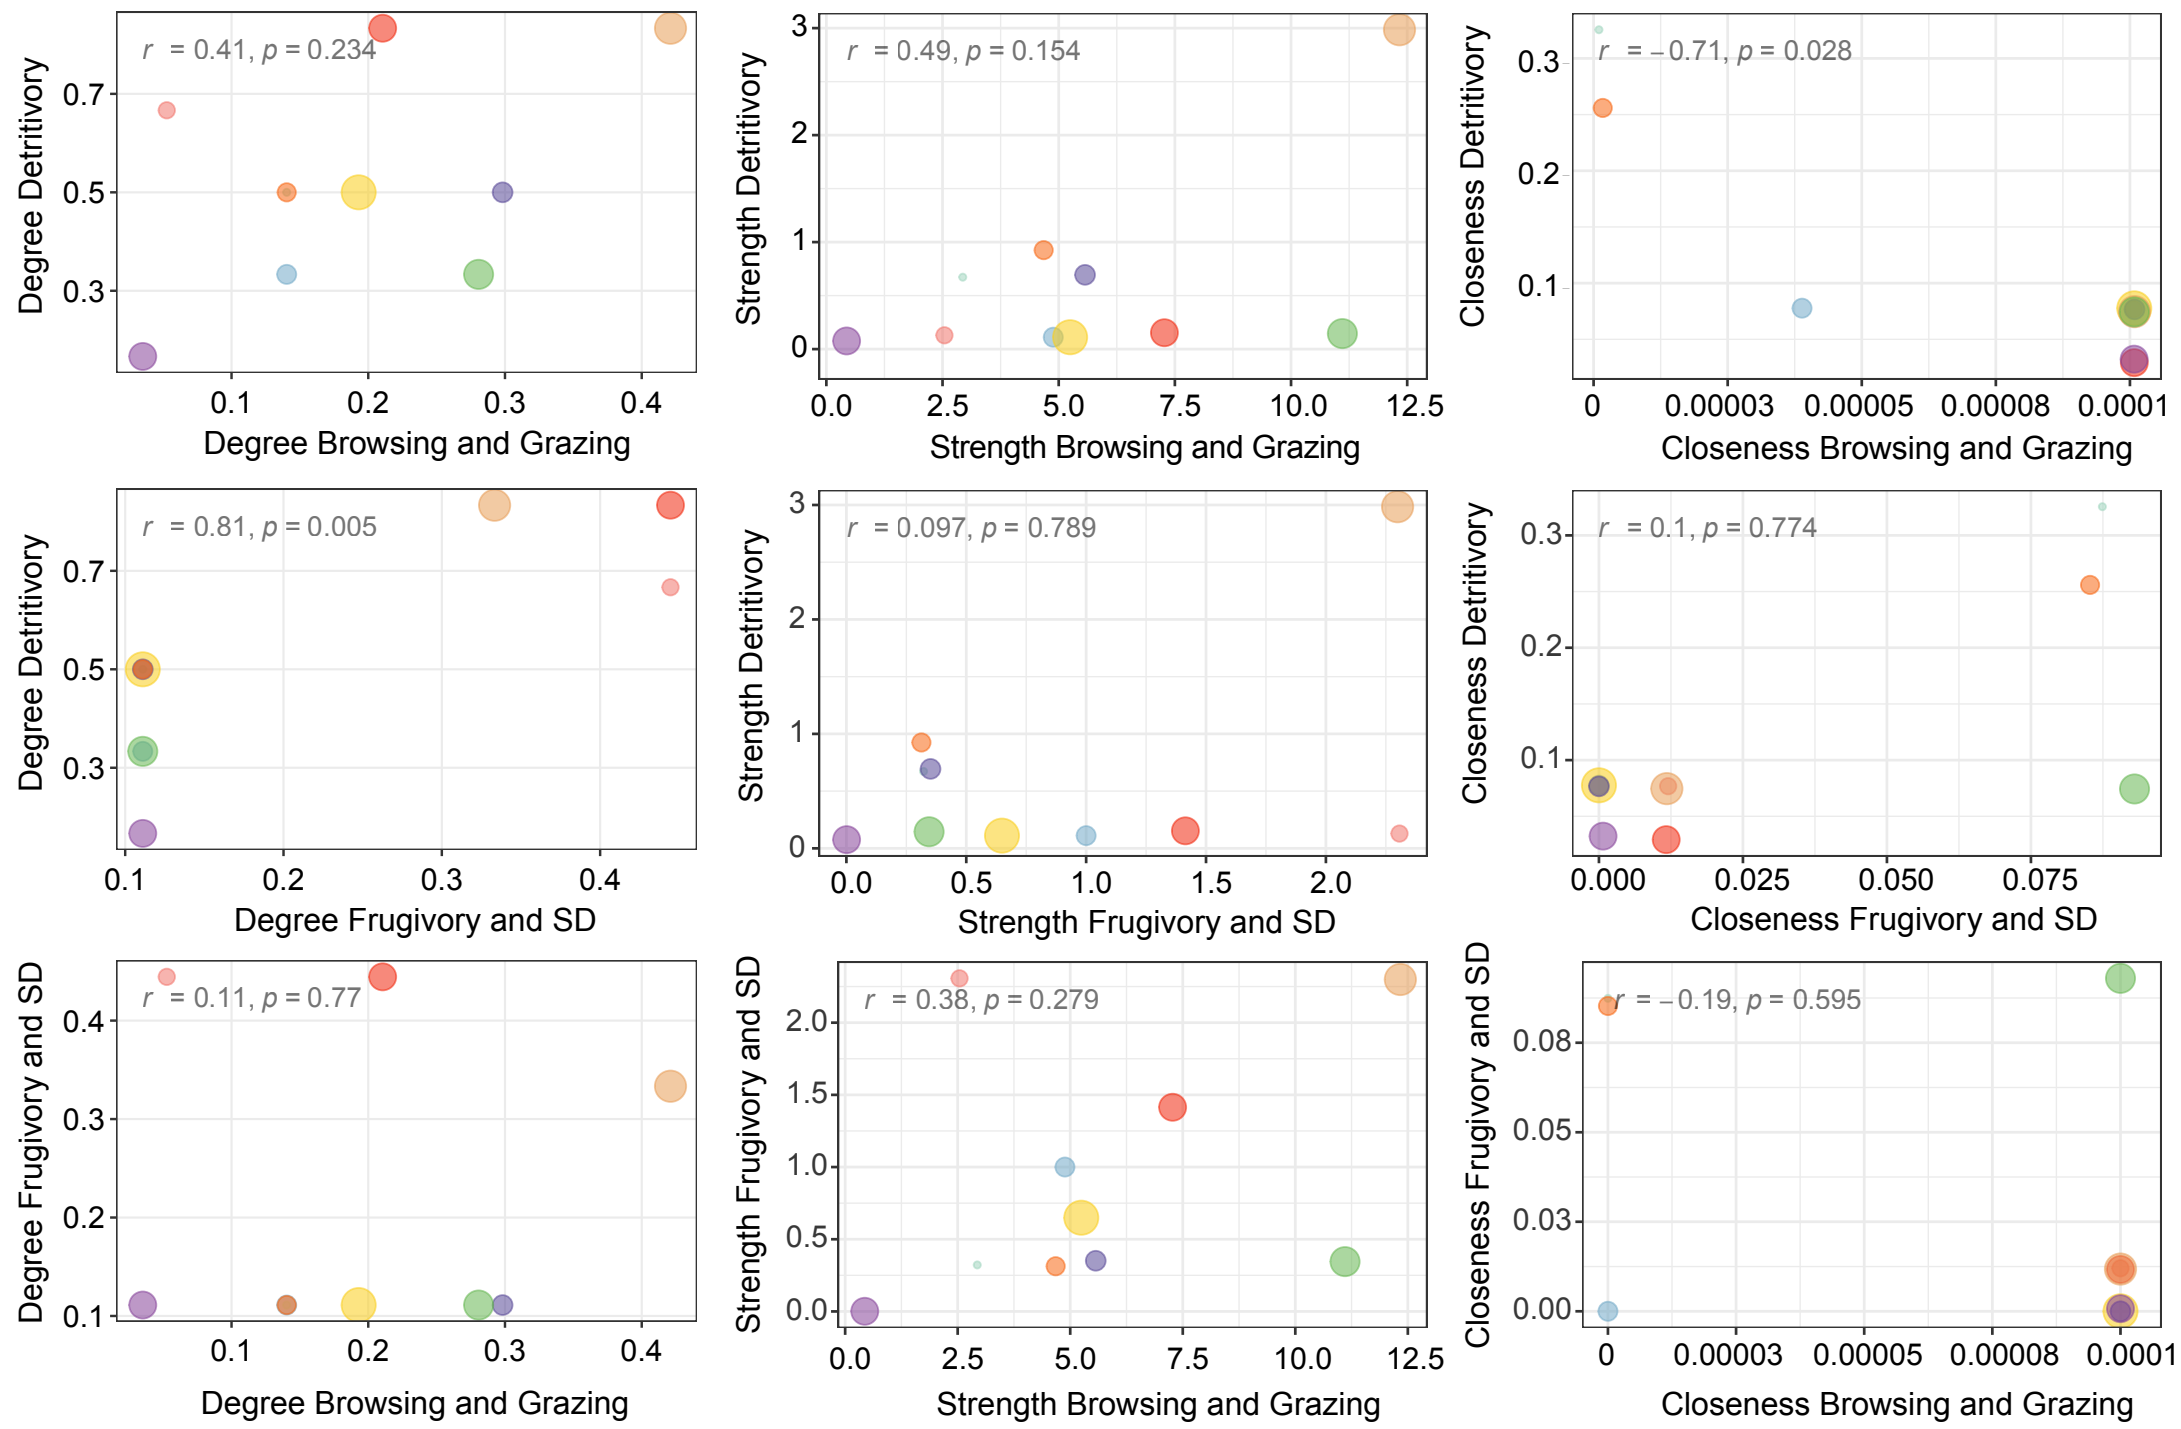 Degree Detritivory
r = 0.41, p = 0.234
0.7
0.5
0.3
0.1 0.2 0.3 0.4
Degree Browsing and Grazing
Strength Detritivory
r = 0.49, p = 0.154
3
2
1
0
0.0 2.5 5.0 7.5 10.0 12.5
Strength Browsing and Grazing
Closeness Detritivory
r = −0.71, p = 0.028
0.3
0.2
0.1
0 0.00003 0.00005 0.00008 0.0001
Closeness Browsing and Grazing
Degree Detritivory
r = 0.81, p = 0.005
0.7
0.5
0.3
0.1 0.2 0.3 0.4
Degree Frugivory and SD
Strength Detritivory
r = 0.097, p = 0.789
3
2
1
0
0.0 0.5 1.0 1.5 2.0
Strength Frugivory and SD
Closeness Detritivory
r = 0.1, p = 0.774
0.3
0.2
0.1
0.000 0.025 0.050 0.075
Closeness Frugivory and SD
Degree Frugivory and SD
r = 0.11, p = 0.77
0.4
0.3
0.2
0.1
0.1 0.2 0.3 0.4
Degree Browsing and Grazing
Strength Frugivory and SD
r = 0.38, p = 0.279
2.0
1.5
1.0
0.5
0.0
0.0 2.5 5.0 7.5 10.0 12.5
Strength Browsing and Grazing
Closeness Frugivory and SD
r = −0.19, p = 0.595
0.08
0.05
0.03
0.00
0 0.00003 0.00005 0.00008 0.0001
Closeness Browsing and Grazing